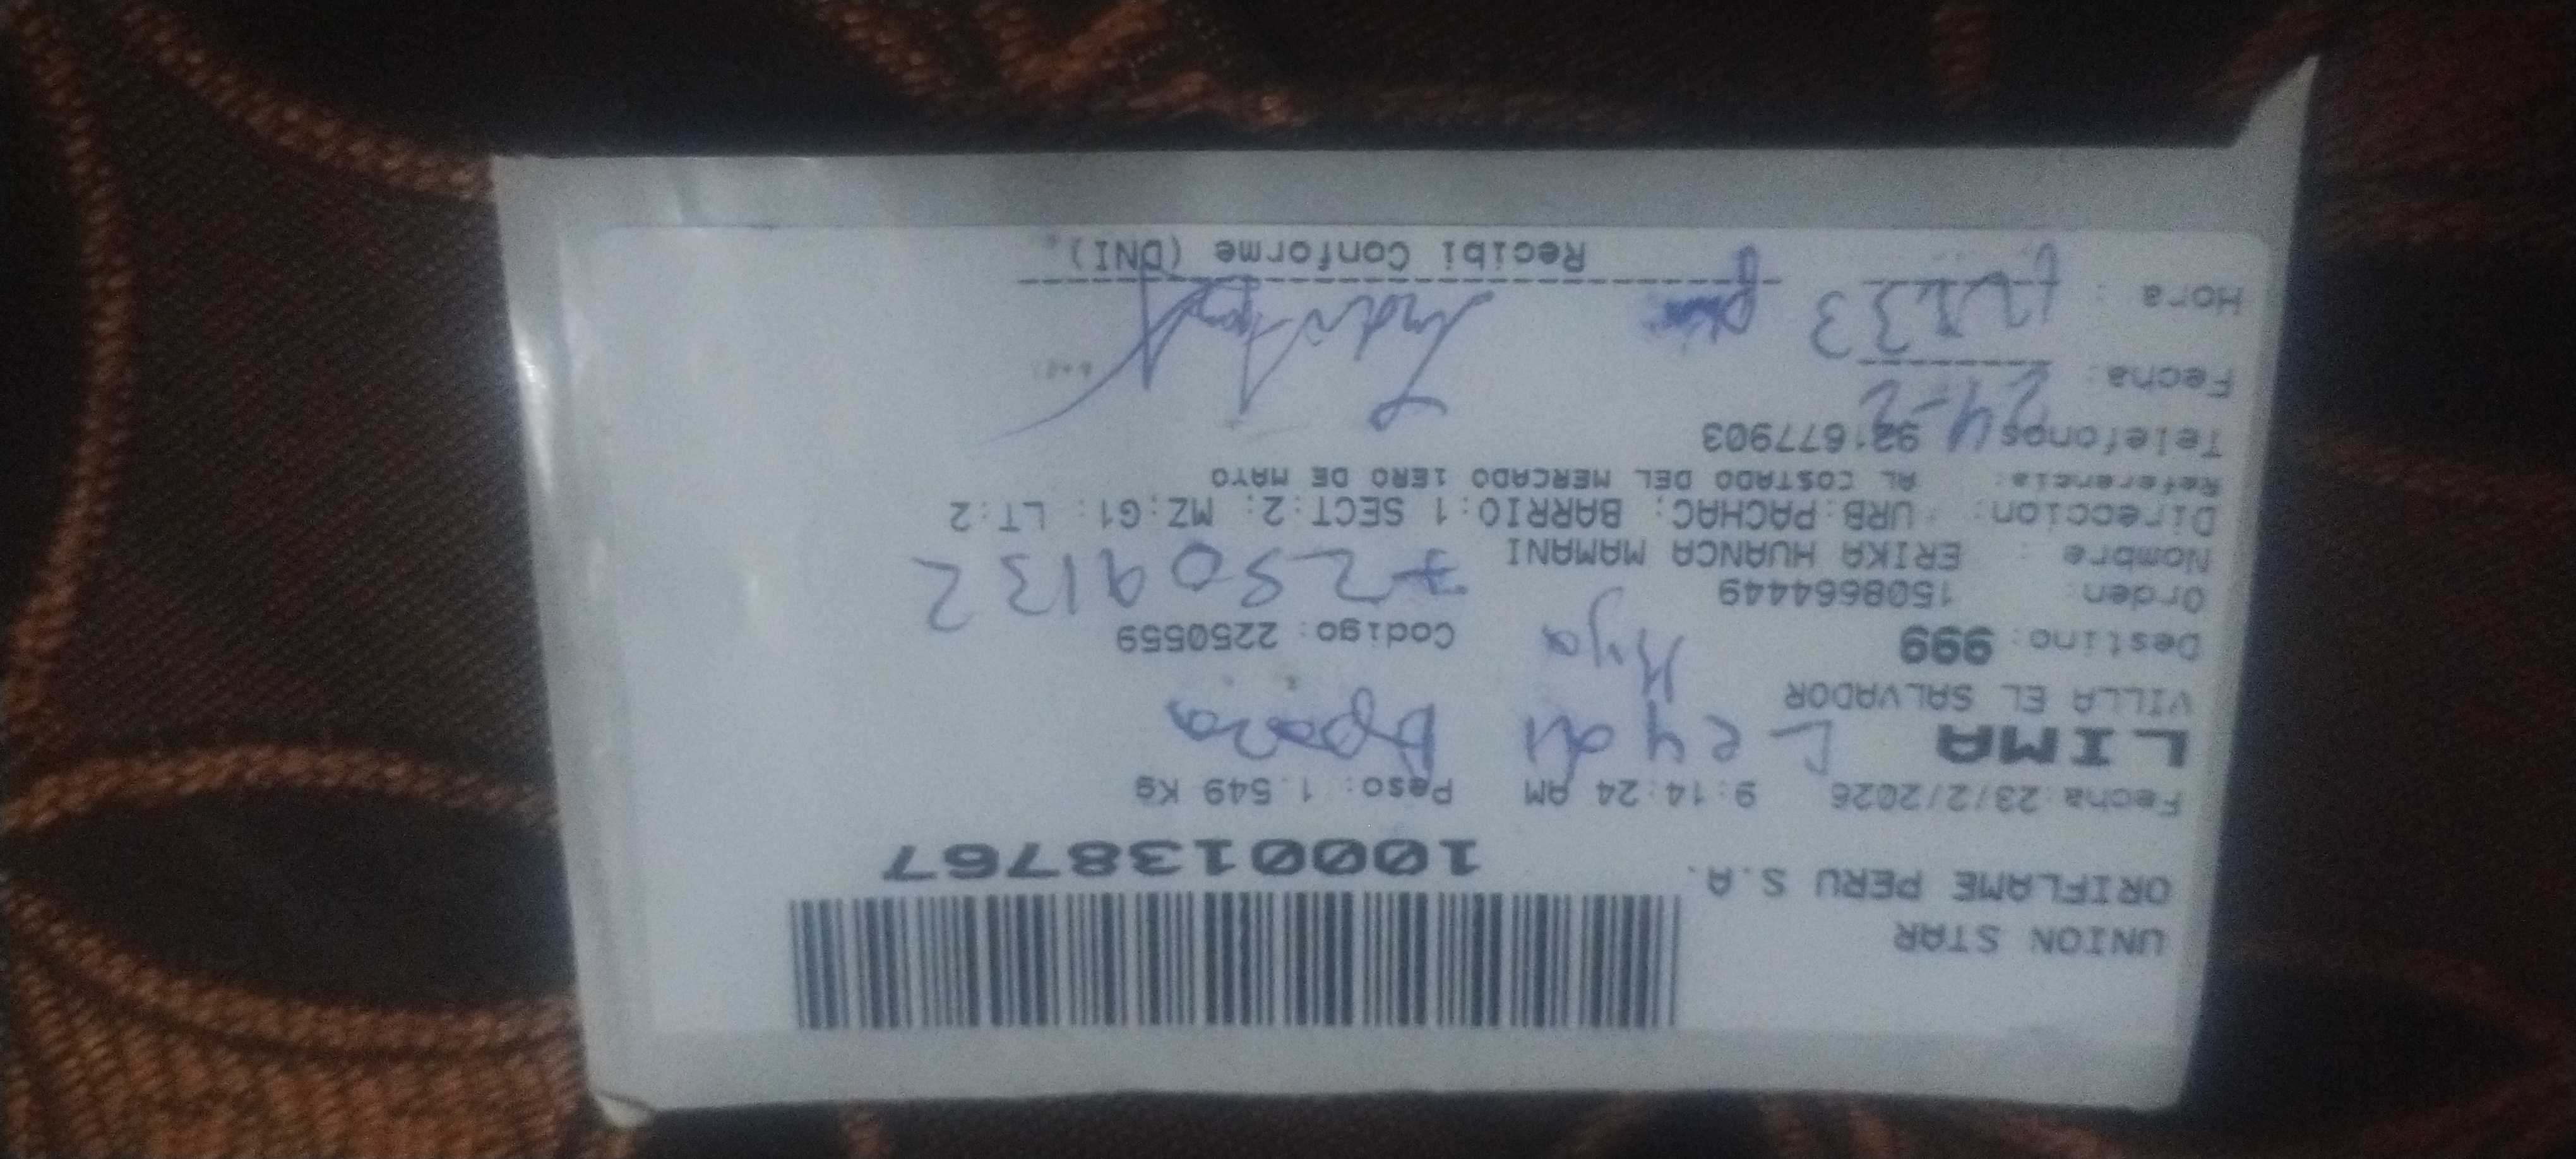 UNION STAR
ORIFLAME PERU S.A.
1000138767
Fecha:23/2/2026 9:14:24 AM Peso: 1.549 Kg
LIMA Leydi
VILLA EL SALVADOR
Hija
Destino: 999 Codigo: 2250559
Orden: 1508664449 72509132
Nombre : ERIKA HUANCA MAMANI
Direccion: URB:PACHAC: BARRIO:1 SECT:2: MZ:G1: LT:2
Referencia: AL COSTADO DEL MERCADO 1ERO DE MAYO
Telefonos 921677903
Fecha: 24-2
Hora :
Recibi Conforme (DNI)